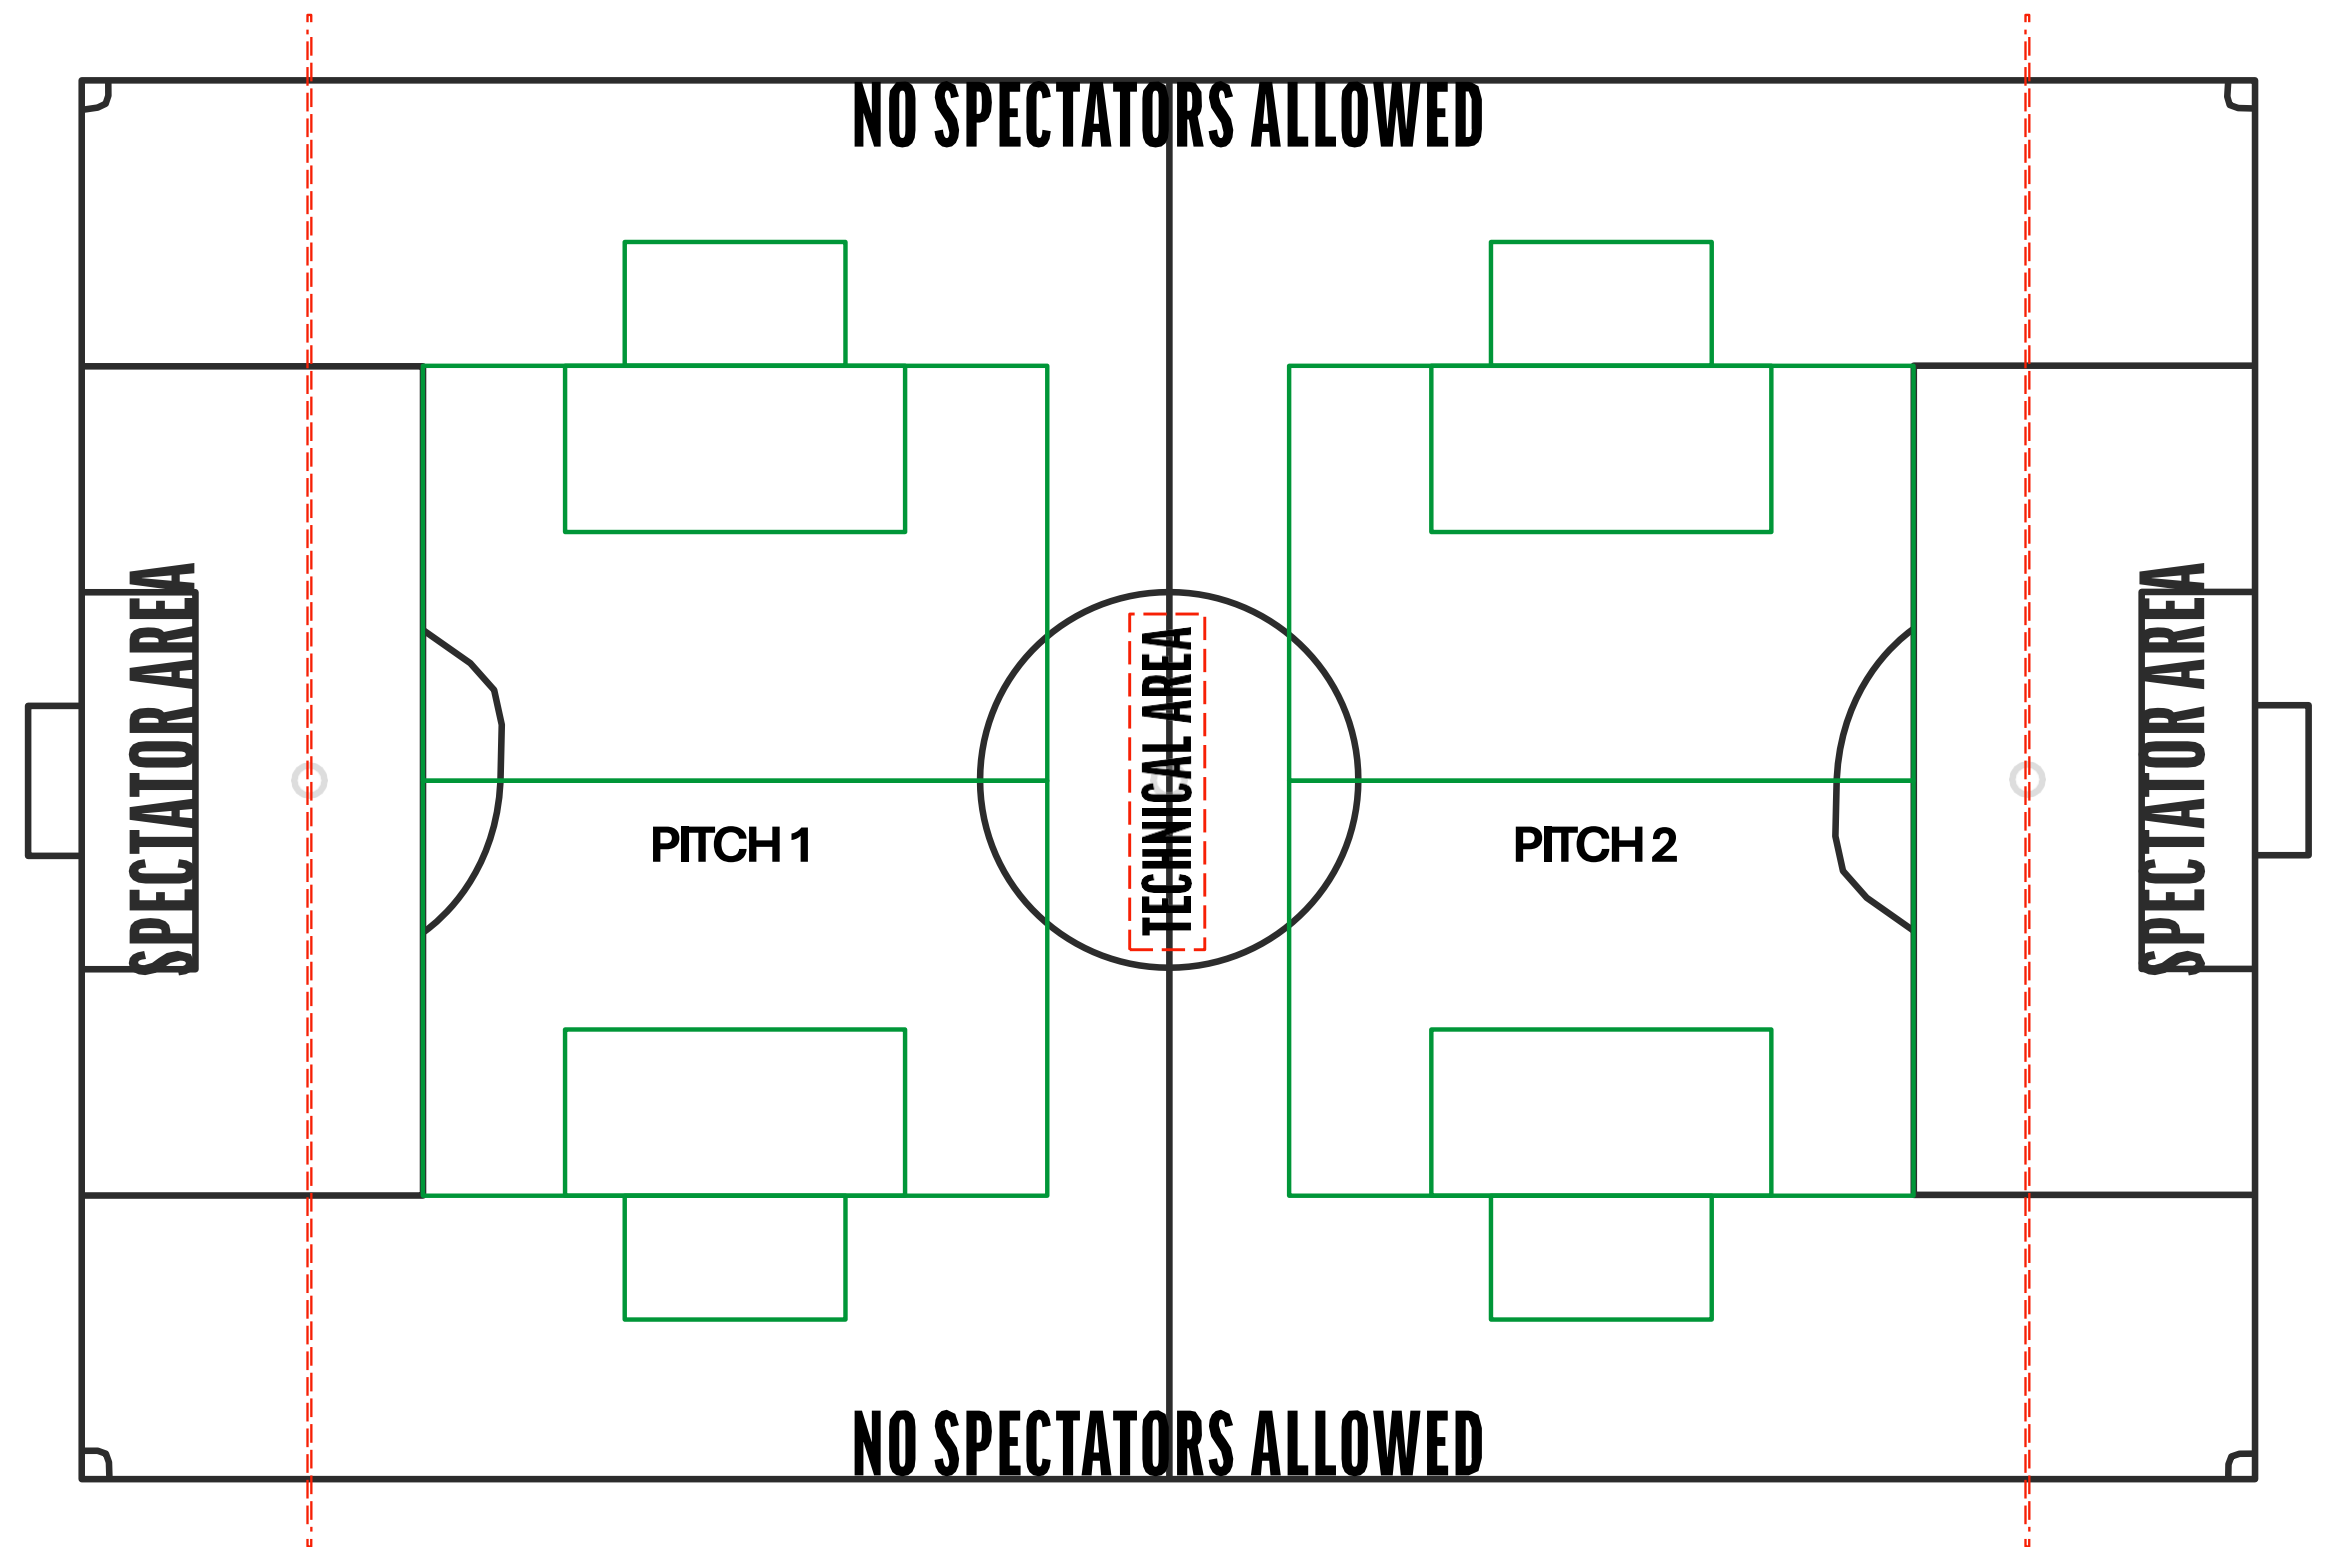 NO SPECTATORS ALLOWED
SPECTATOR AREA
PITCH 1
TECHNICAL AREA
PITCH 2
SPECTATOR AREA
NO SPECTATORS ALLOWED